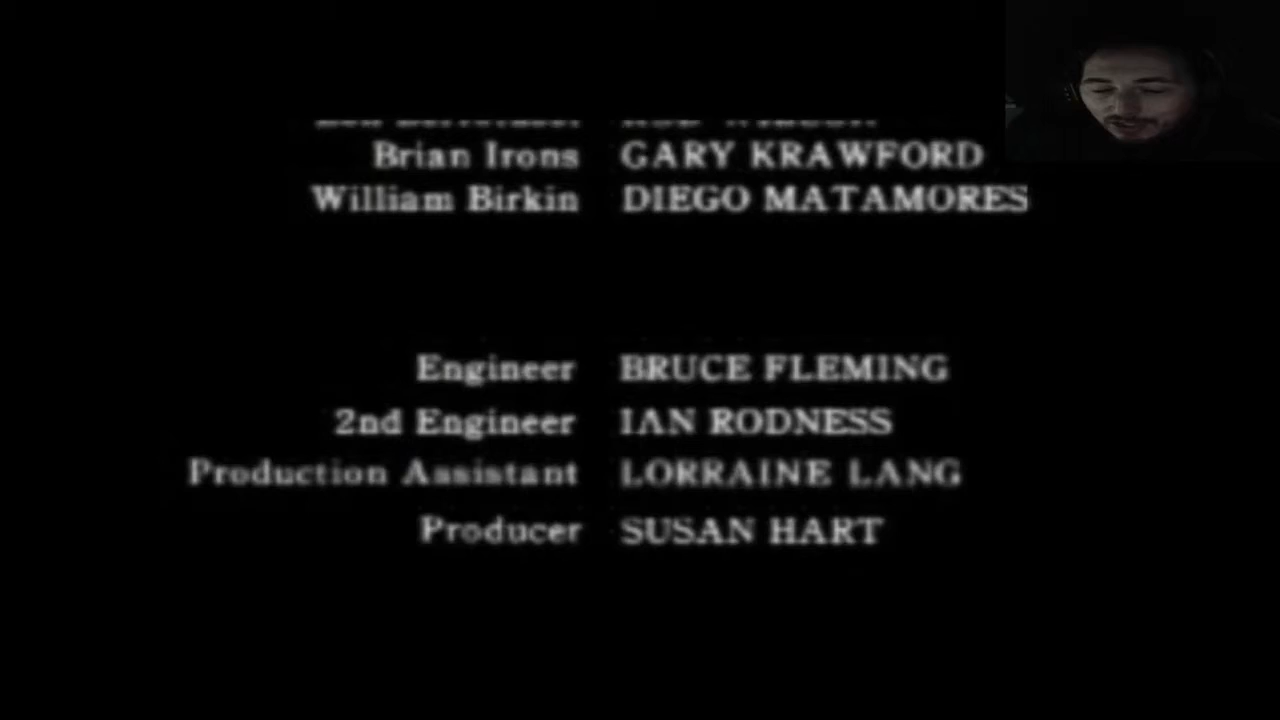 Brian Irons GARY KRAWFORD
William Birkin DIEGO MATAMORES
Engineer BRUCE FLEMING
2nd Engineer IAN RODNESS
Production Assistant LORRAINE LANG
Producer SUSAN HART